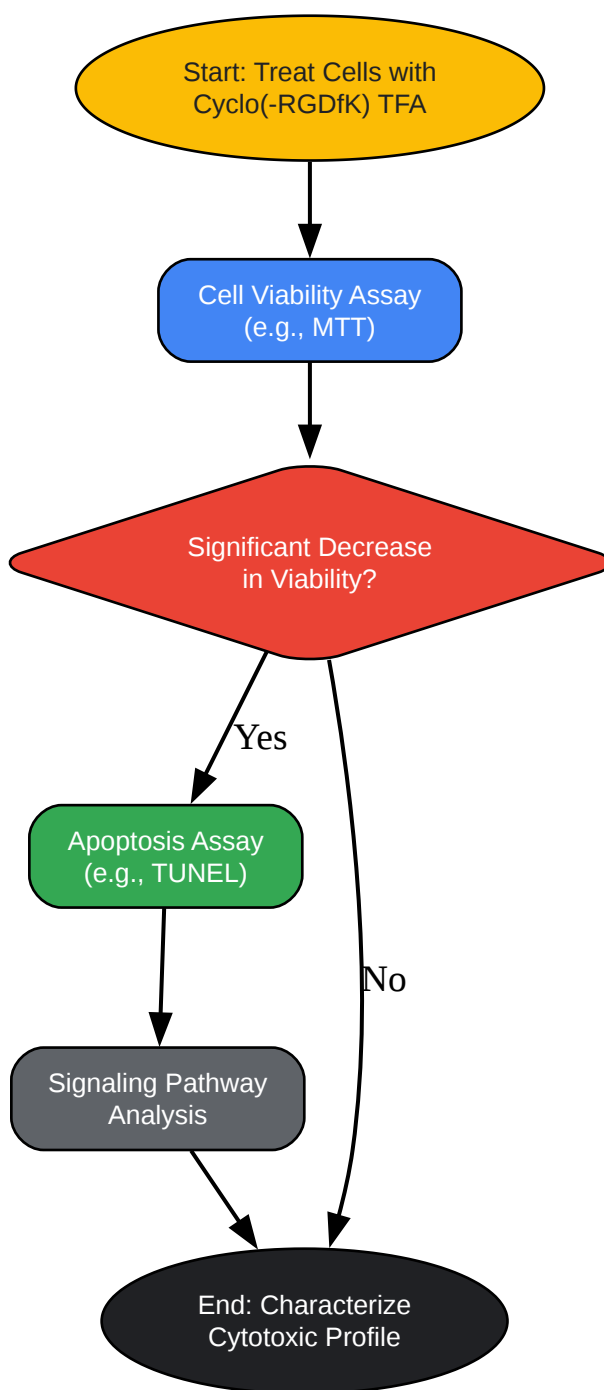 Start: Treat Cells with
Cyclo(-RGDfK) TFA
Cell Viability Assay
(e.g., MTT)
Significant Decrease
in Viability?
Yes
Apoptosis Assay
(e.g., TUNEL)
No
Signaling Pathway
Analysis
End: Characterize
Cytotoxic Profile